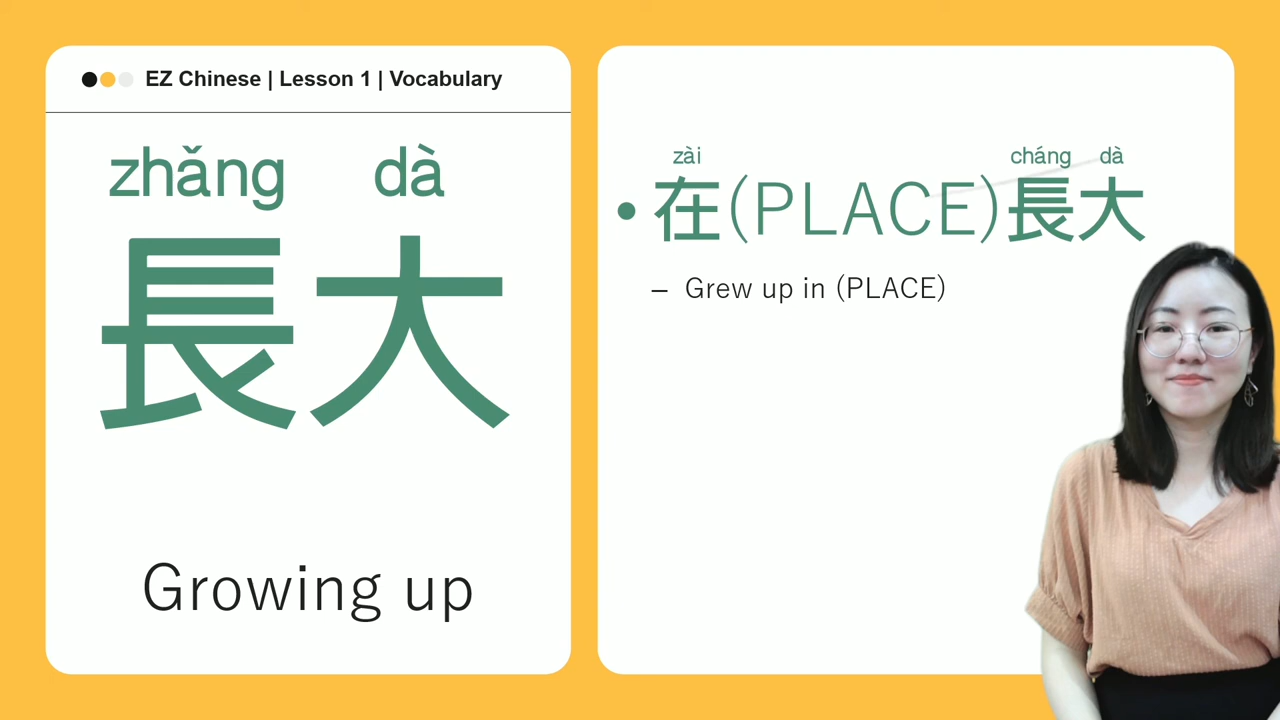 EZ Chinese | Lesson 1 | Vocabulary
zhǎng dà
長大
Growing up
zài cháng dà
• 在(PLACE)長大
– Grew up in (PLACE)